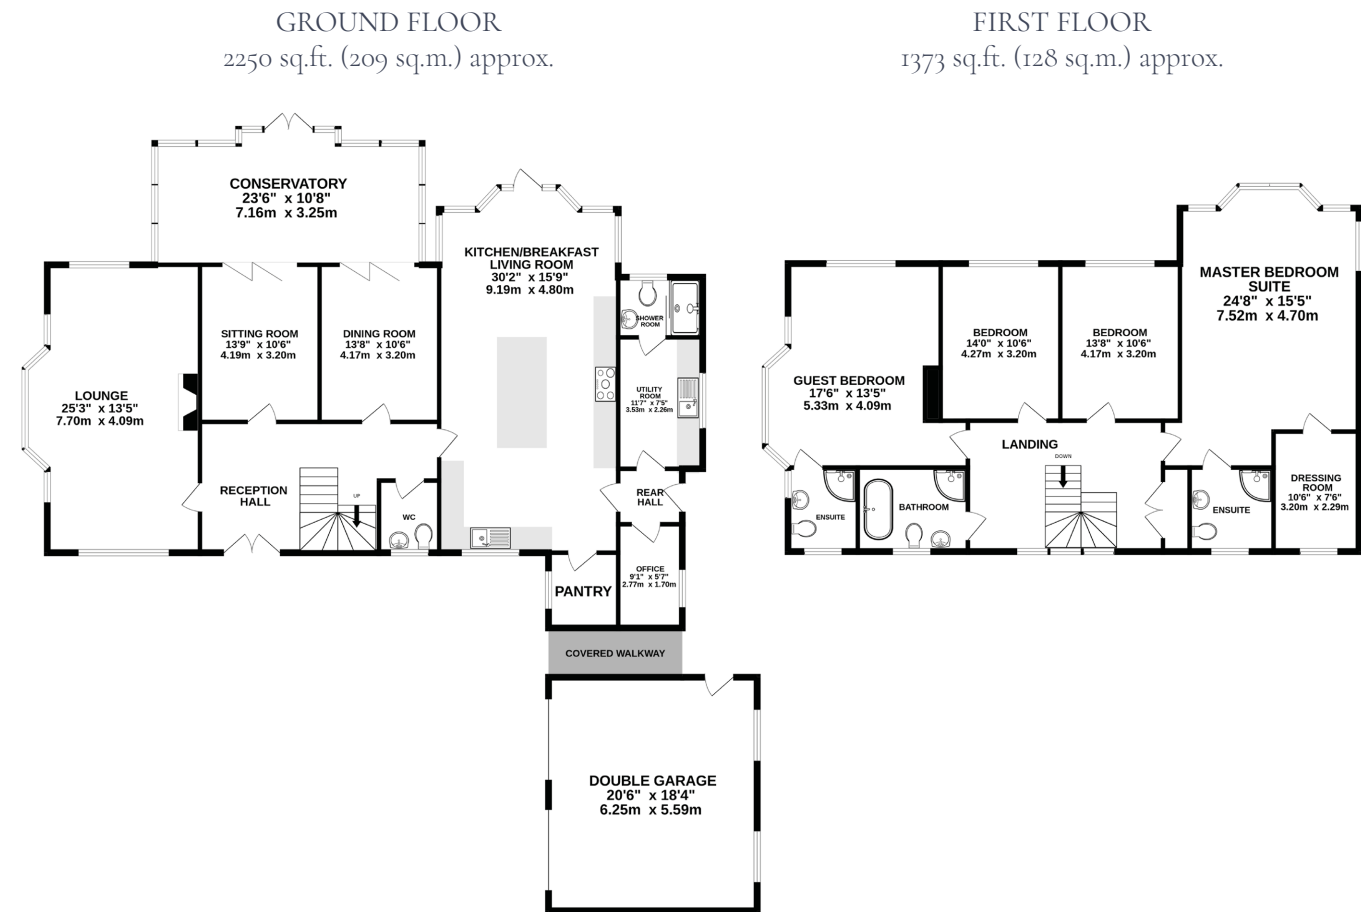 GROUND FLOOR
2250 sq.ft. (209 sq.m.) approx.
FIRST FLOOR
1373 sq.ft. (128 sq.m.) approx.
CONSERVATORY
23'6" x 10'8"
7.16m x 3.25m
KITCHEN/BREAKFAST
LIVING ROOM
30'2" x 15'9"
9.19m x 4.80m
SHOWER
ROOM
SITTING ROOM
13'9" x 10'6"
4.19m x 3.20m
DINING ROOM
13'8" x 10'6"
4.17m x 3.20m
LOUNGE
25'3" x 13'5"
7.70m x 4.09m
UTILITY
ROOM
11'7" x 7'5"
3.53m x 2.26m
RECEPTION
HALL
UP
WC
REAR
HALL
OFFICE
9'1" x 5'7"
2.77m x 1.70m
PANTRY
COVERED WALKWAY
DOUBLE GARAGE
20'6" x 18'4"
6.25m x 5.59m
MASTER BEDROOM
SUITE
24'8" x 15'5"
7.52m x 4.70m
BEDROOM
14'0" x 10'6"
4.27m x 3.20m
BEDROOM
13'8" x 10'6"
4.17m x 3.20m
GUEST BEDROOM
17'6" x 13'5"
5.33m x 4.09m
LANDING
DOWN
DRESSING
ROOM
10'6" x 7'6"
3.20m x 2.29m
ENSUITE
BATHROOM
ENSUITE